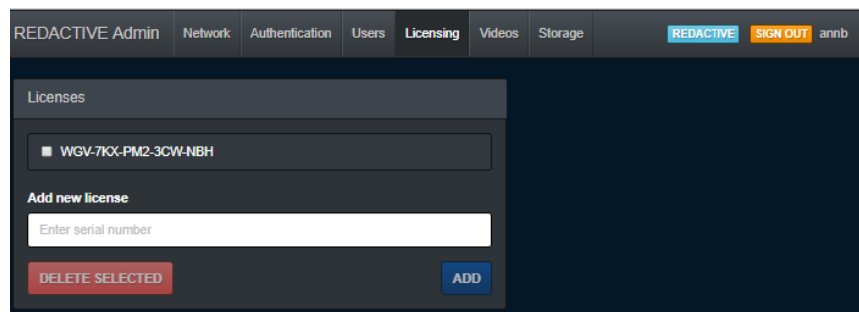 REDACTIVE Admin Network Authentication Users Licensing Videos Storage REDACTIVE SIGN OUT annb
Licenses
WGV-7KX-PM2-3CW-NBH
Add new license
Enter serial number
DELETE SELECTED ADD